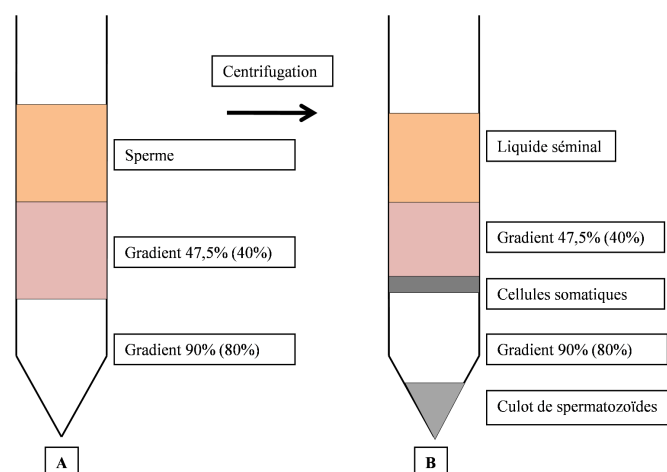 Centrifugation
Sperme
Gradient 47,5% (40%)
Gradient 90% (80%)
A
Liquide séminal
Gradient 47,5% (40%)
Cellules somatiques
Gradient 90% (80%)
Culot de spermatozoïdes
B